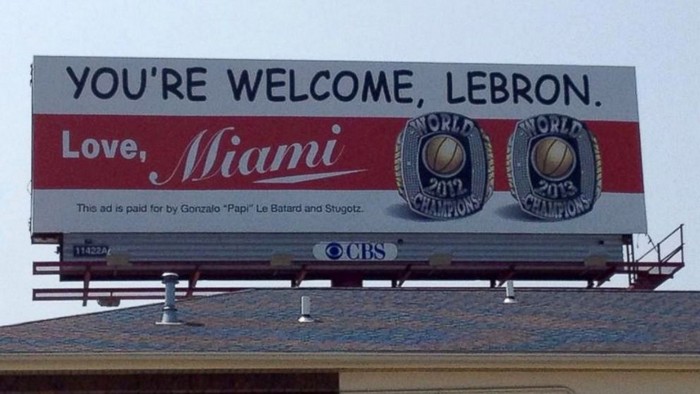 YOU'RE WELCOME, LEBRON.
Love, Miami
WORLD
2012
CHAMPIONS
WORLD
2013
CHAMPIONS
This ad is paid for by Gonzalo "Papi" Le Batard and Stugotz.
11422A
CBS